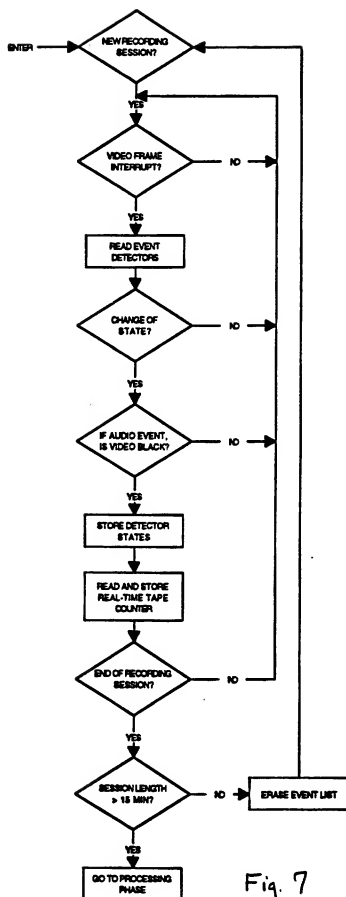 ENTER
NEW RECORDING
SESSION?
YES
VIDEO FRAME
INTERRUPT?
NO
YES
READ EVENT
DETECTORS
CHANGE OF
STATE?
NO
YES
IF AUDIO EVENT,
IS VIDEO BLACK?
NO
YES
STORE DETECTOR
STATES
READ AND STORE
REAL-TIME TAPE
COUNTER
END OF RECORDING
SESSION?
NO
YES
SESSION LENGTH
> 15 MIN?
NO
ERASE EVENT LIST
YES
GO TO PROCESSING
PHASE
Fig. 7